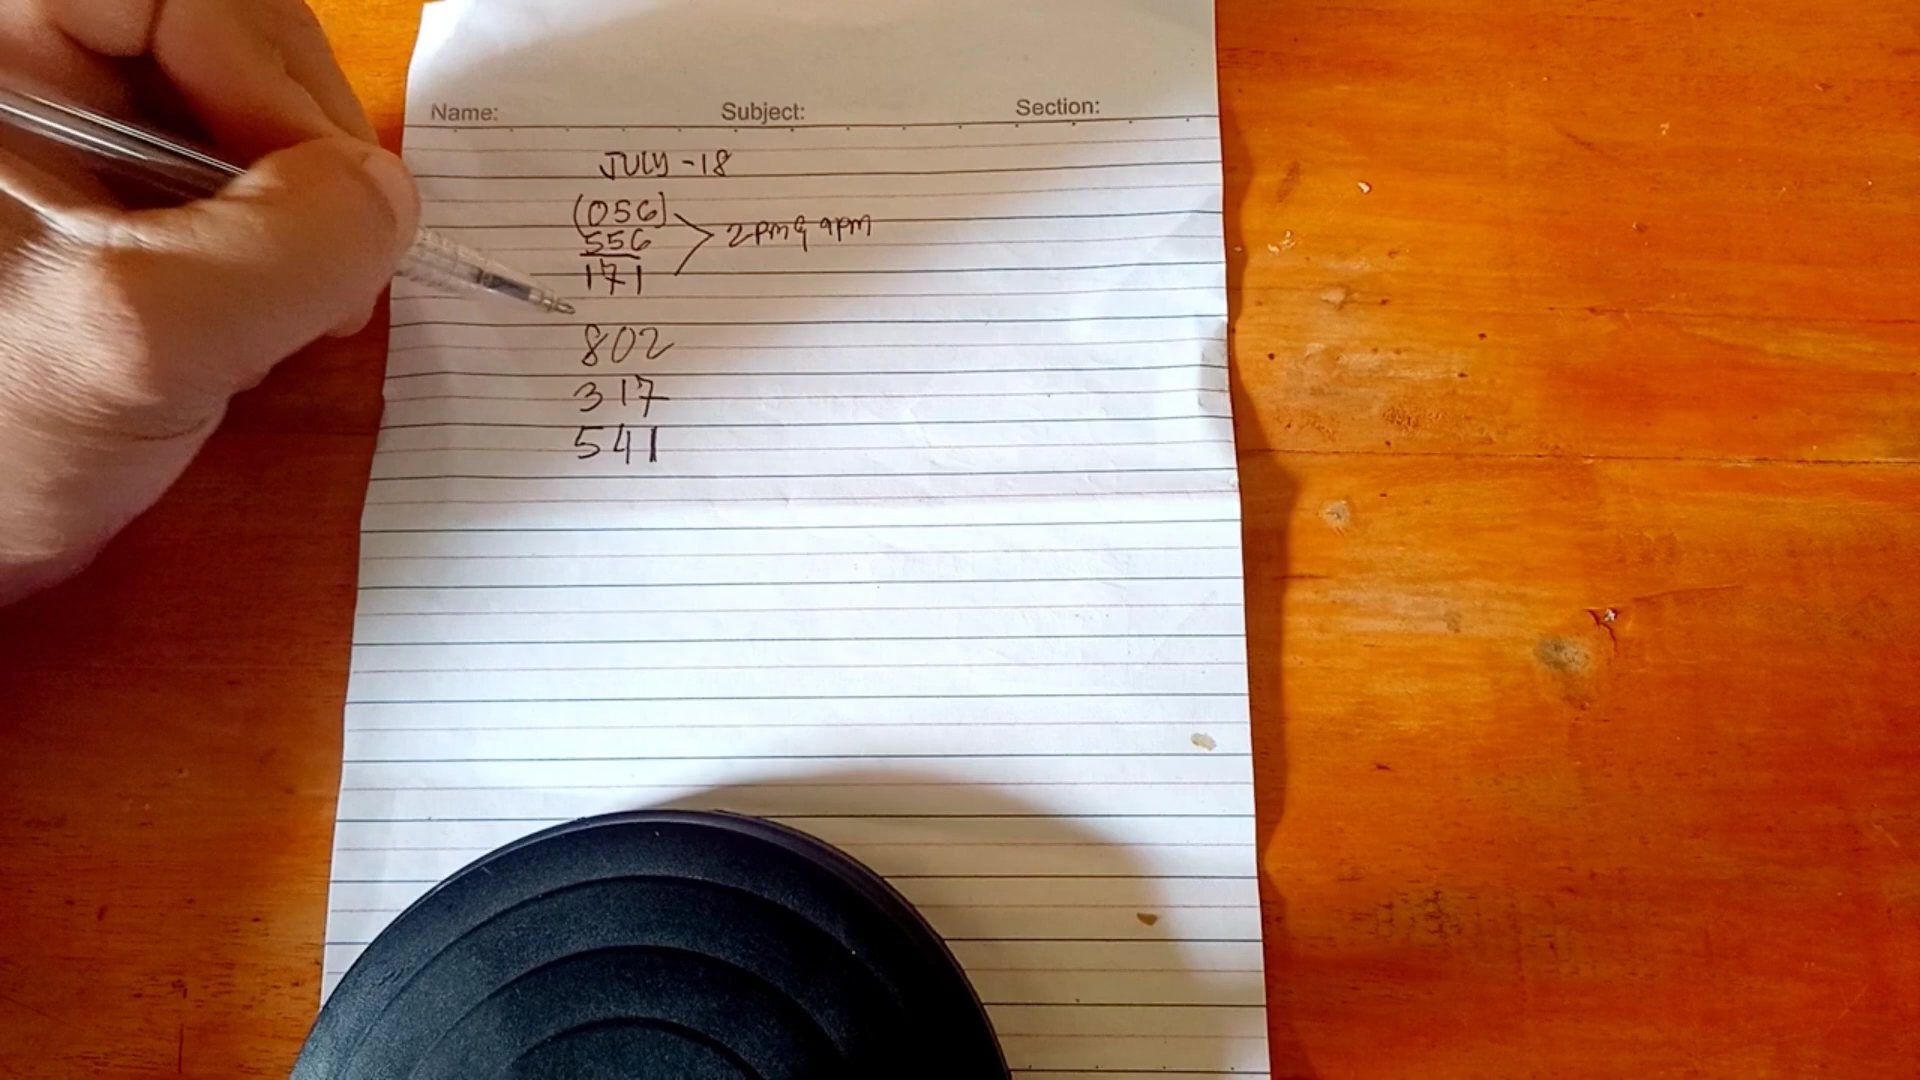 Name: Subject: Section:
JULY - 18
(056)
556 2pm & 9pm
171
802
317
541